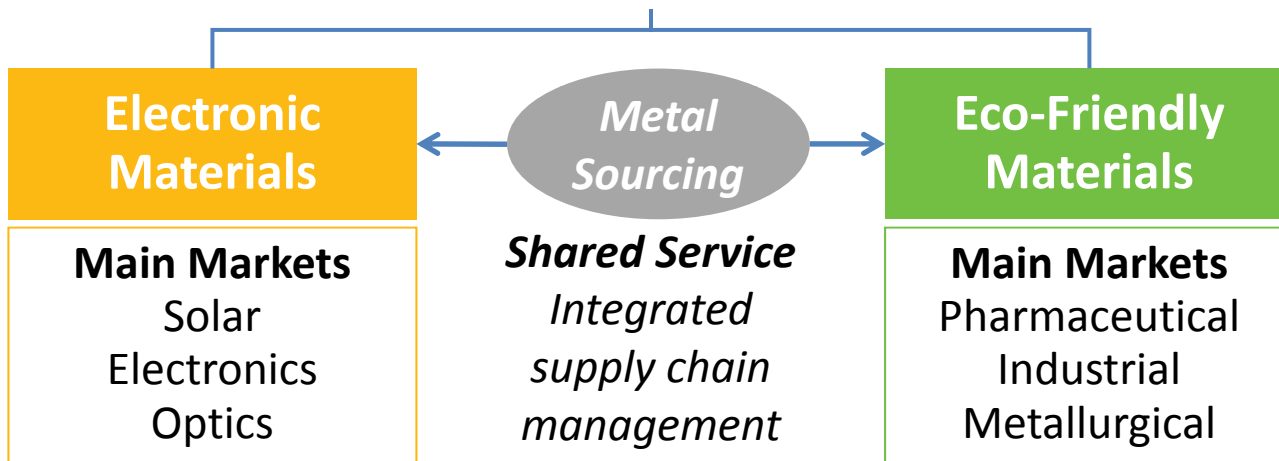 Electronic
Materials
Main Markets
Solar
Electronics
Optics
Metal
Sourcing
Shared Service
Integrated
supply chain
management
Eco-Friendly
Materials
Main Markets
Pharmaceutical
Industrial
Metallurgical